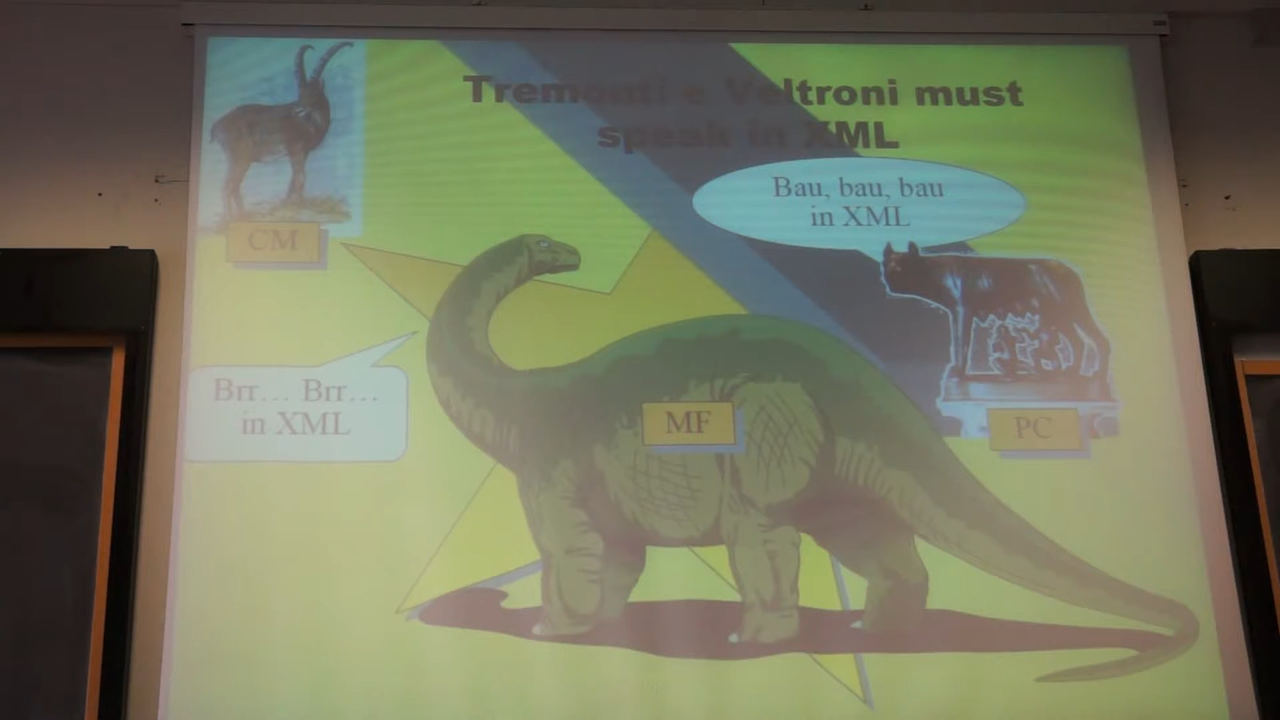 Tremonti e Veltroni must
speak in XML
Bau, bau, bau
in XML
CM
Brr... Brr...
in XML
MF
PC